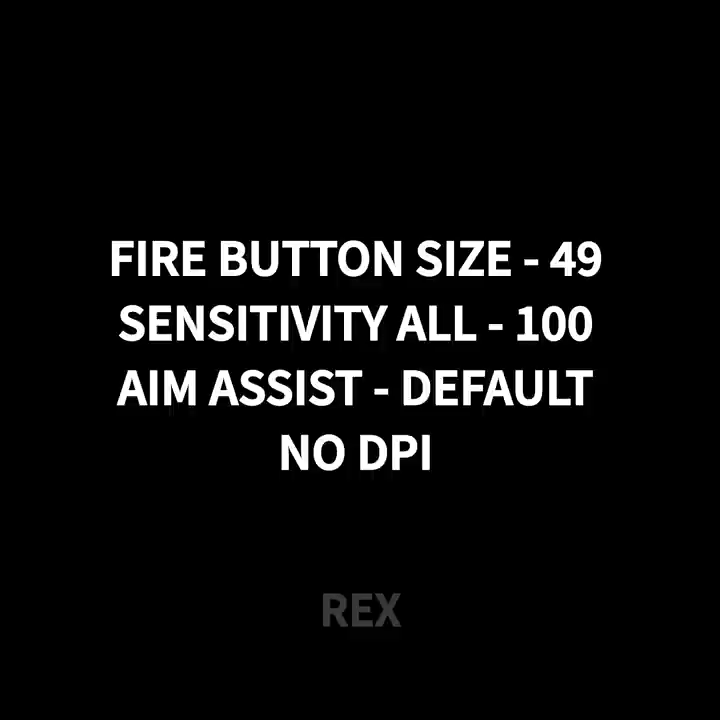 FIRE BUTTON SIZE - 49
SENSITIVITY ALL - 100
AIM ASSIST - DEFAULT
NO DPI
REX